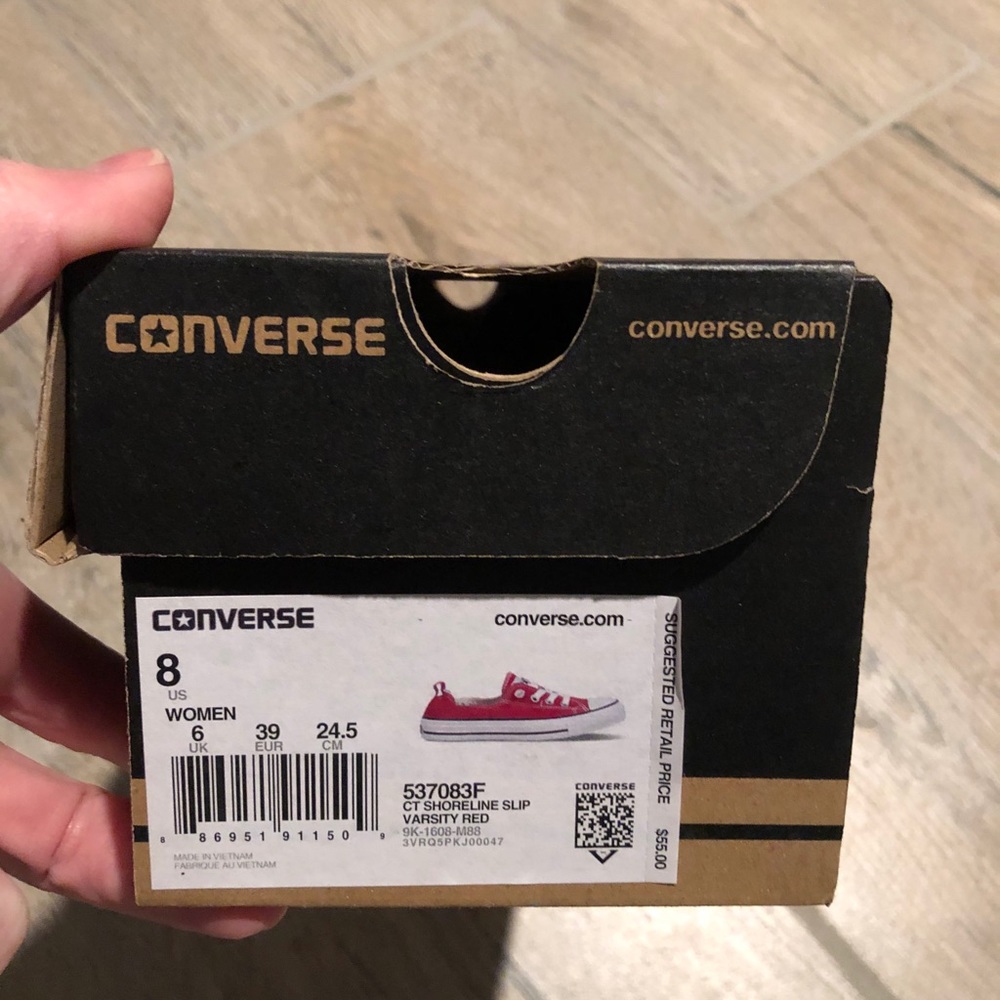 CONVERSE
converse.com
CONVERSE
converse.com
8
US
WOMEN
6 39 24.5
UK EUR CM
8 86951 91150 9
MADE IN VIETNAM
FABRIQUE AU VIETNAM
537083F
CT SHORELINE SLIP
VARSITY RED
9K-1608-M88
3VRQ5PKJ00047
CONVERSE
SUGGESTED RETAIL PRICE $55.00